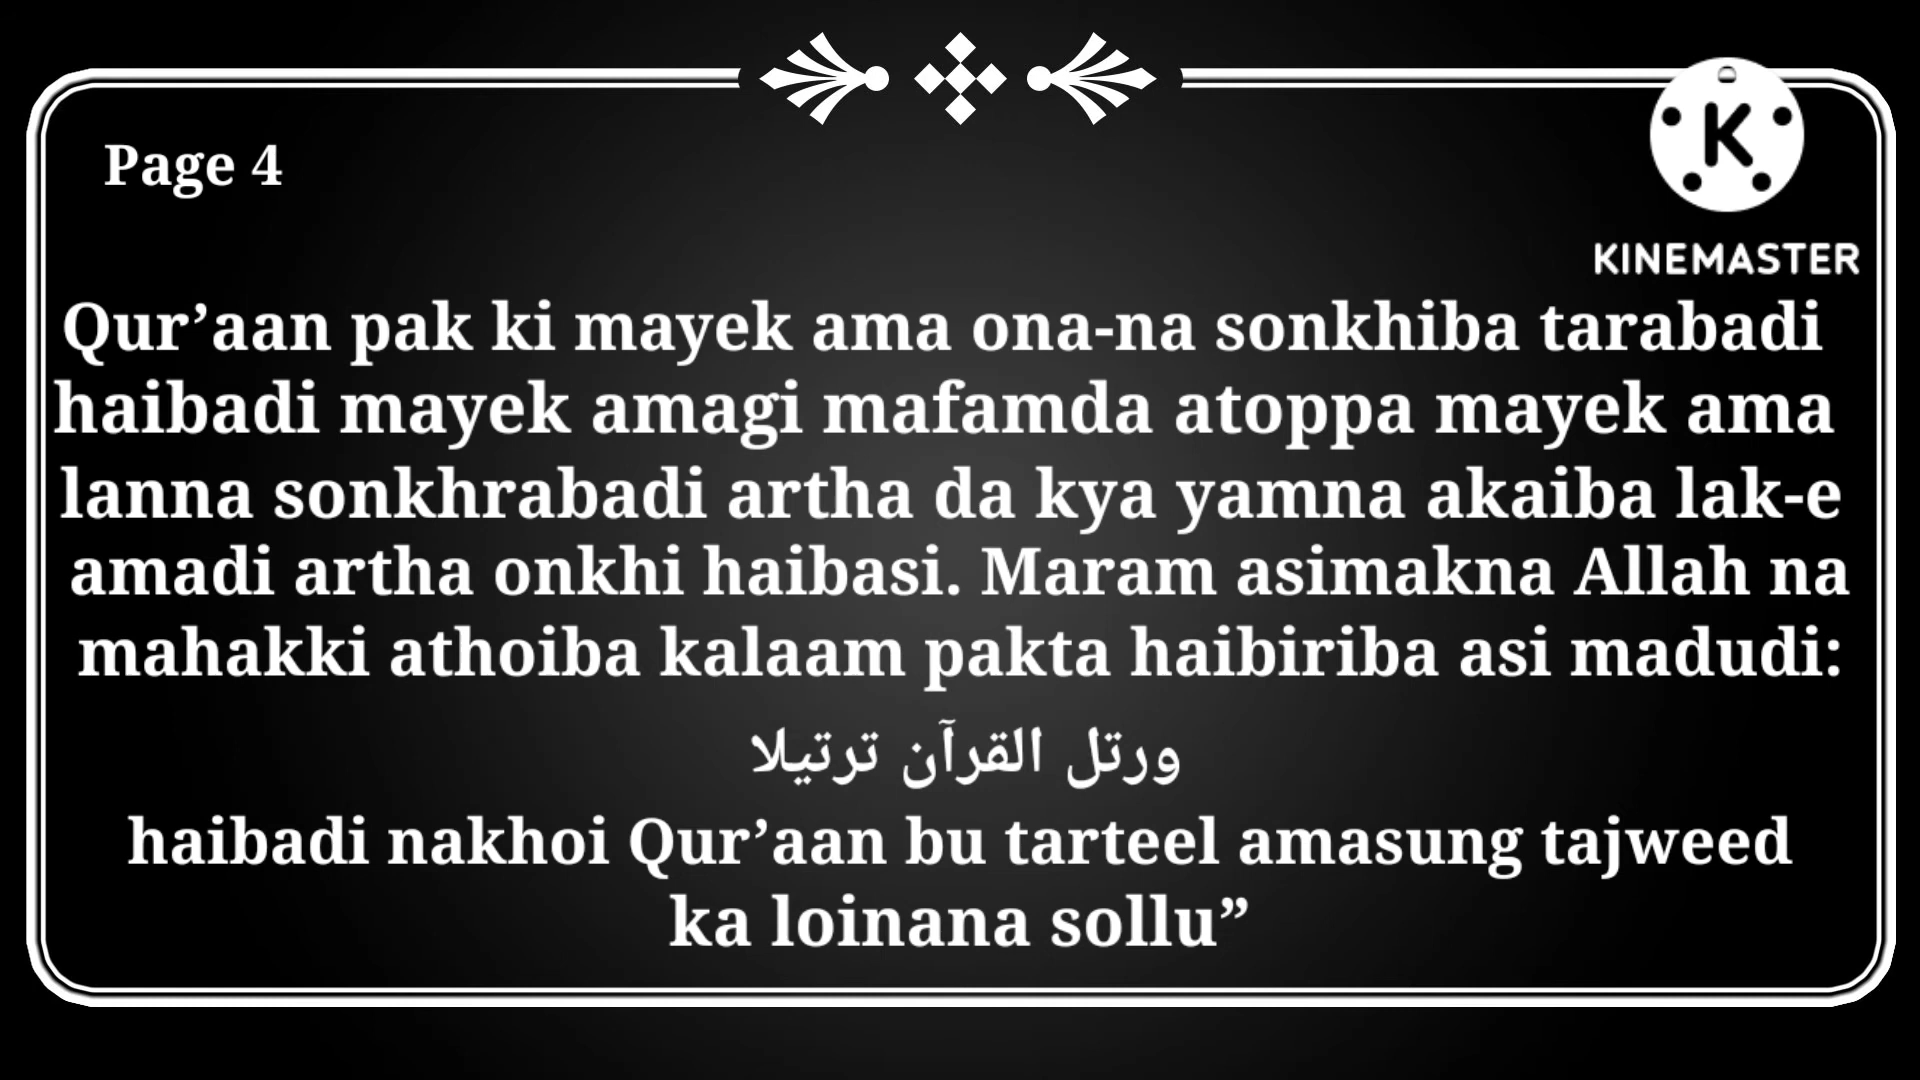 Page 4
KINEMASTER
Qur’aan pak ki mayek ama ona-na sonkhiba tarabadi
haibadi mayek amagi mafamda atoppa mayek ama
lanna sonkhrabadi artha da kya yamna akaiba lak-e
amadi artha onkhi haibasi. Maram asimakna Allah na
mahakki athoiba kalaam pakta haibiriba asi madudi:
ورتل القرآن ترتيلا
haibadi nakhoi Qur’aan bu tarteel amasung tajweed
ka loinana sollu”